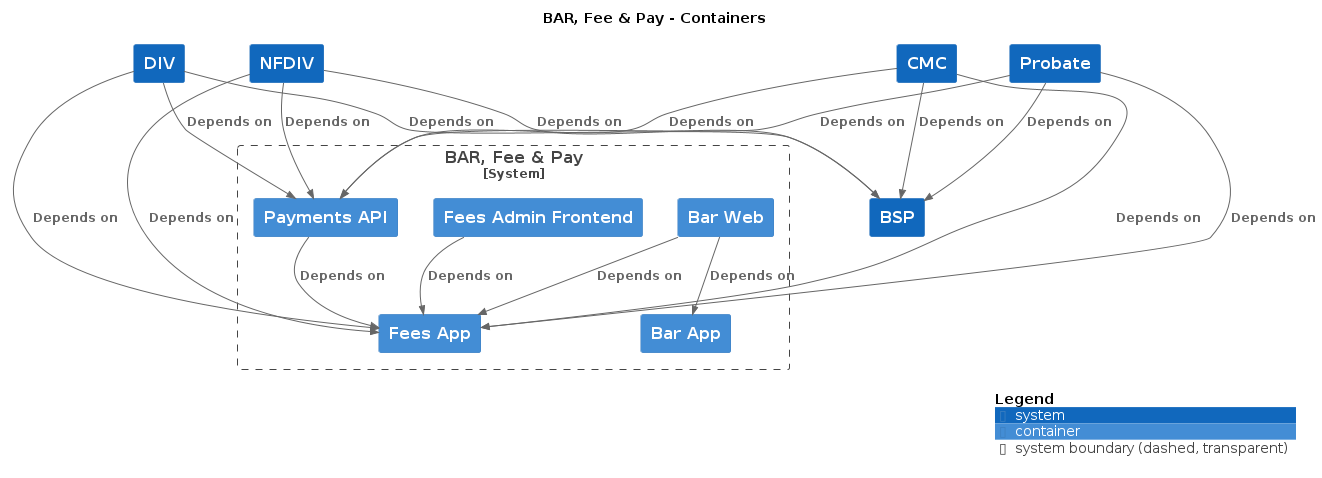 BAR, Fee & Pay - Containers
DIV
NFDIV
CMC
Probate
Depends on
Depends on
Depends on
Depends on
Depends on
Depends on
Depends on
Depends on
BAR, Fee & Pay
[System]
Payments API
Fees Admin Frontend
Bar Web
BSP
Depends on
Depends on
Depends on
Depends on
Depends on
Depends on
Depends on
Depends on
Fees App
Bar App
Legend
system
container
system boundary (dashed, transparent)